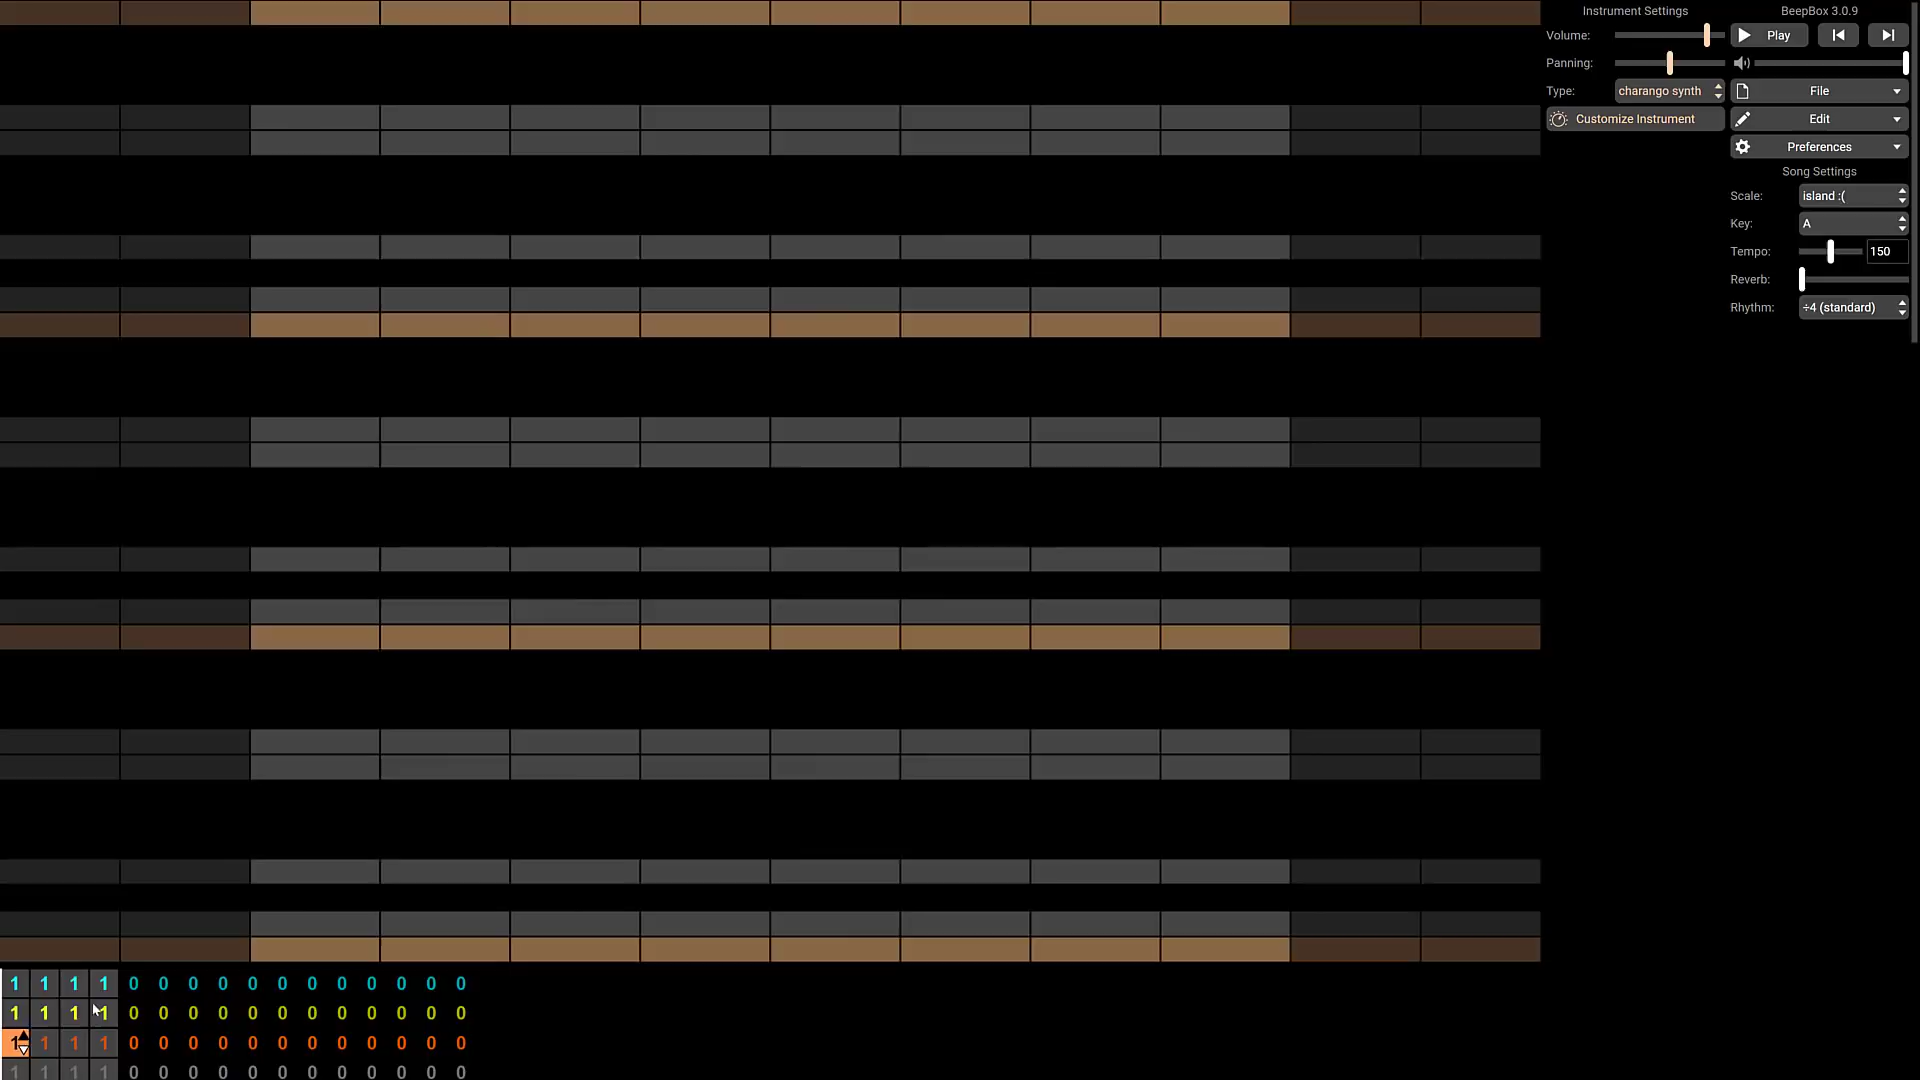 Instrument Settings
BeepBox 3.0.9
Volume:
Play
Panning:
Type:
charango synth
File
Customize Instrument
Edit
Preferences
Song Settings
Scale:
island :(
Key:
A
Tempo:
150
Reverb:
Rhythm:
÷4 (standard)
1 1 1 1 0 0 0 0 0 0 0 0 0 0 0 0
1 1 1 1 0 0 0 0 0 0 0 0 0 0 0 0
1 1 1 1 0 0 0 0 0 0 0 0 0 0 0 0
1 1 1 1 0 0 0 0 0 0 0 0 0 0 0 0